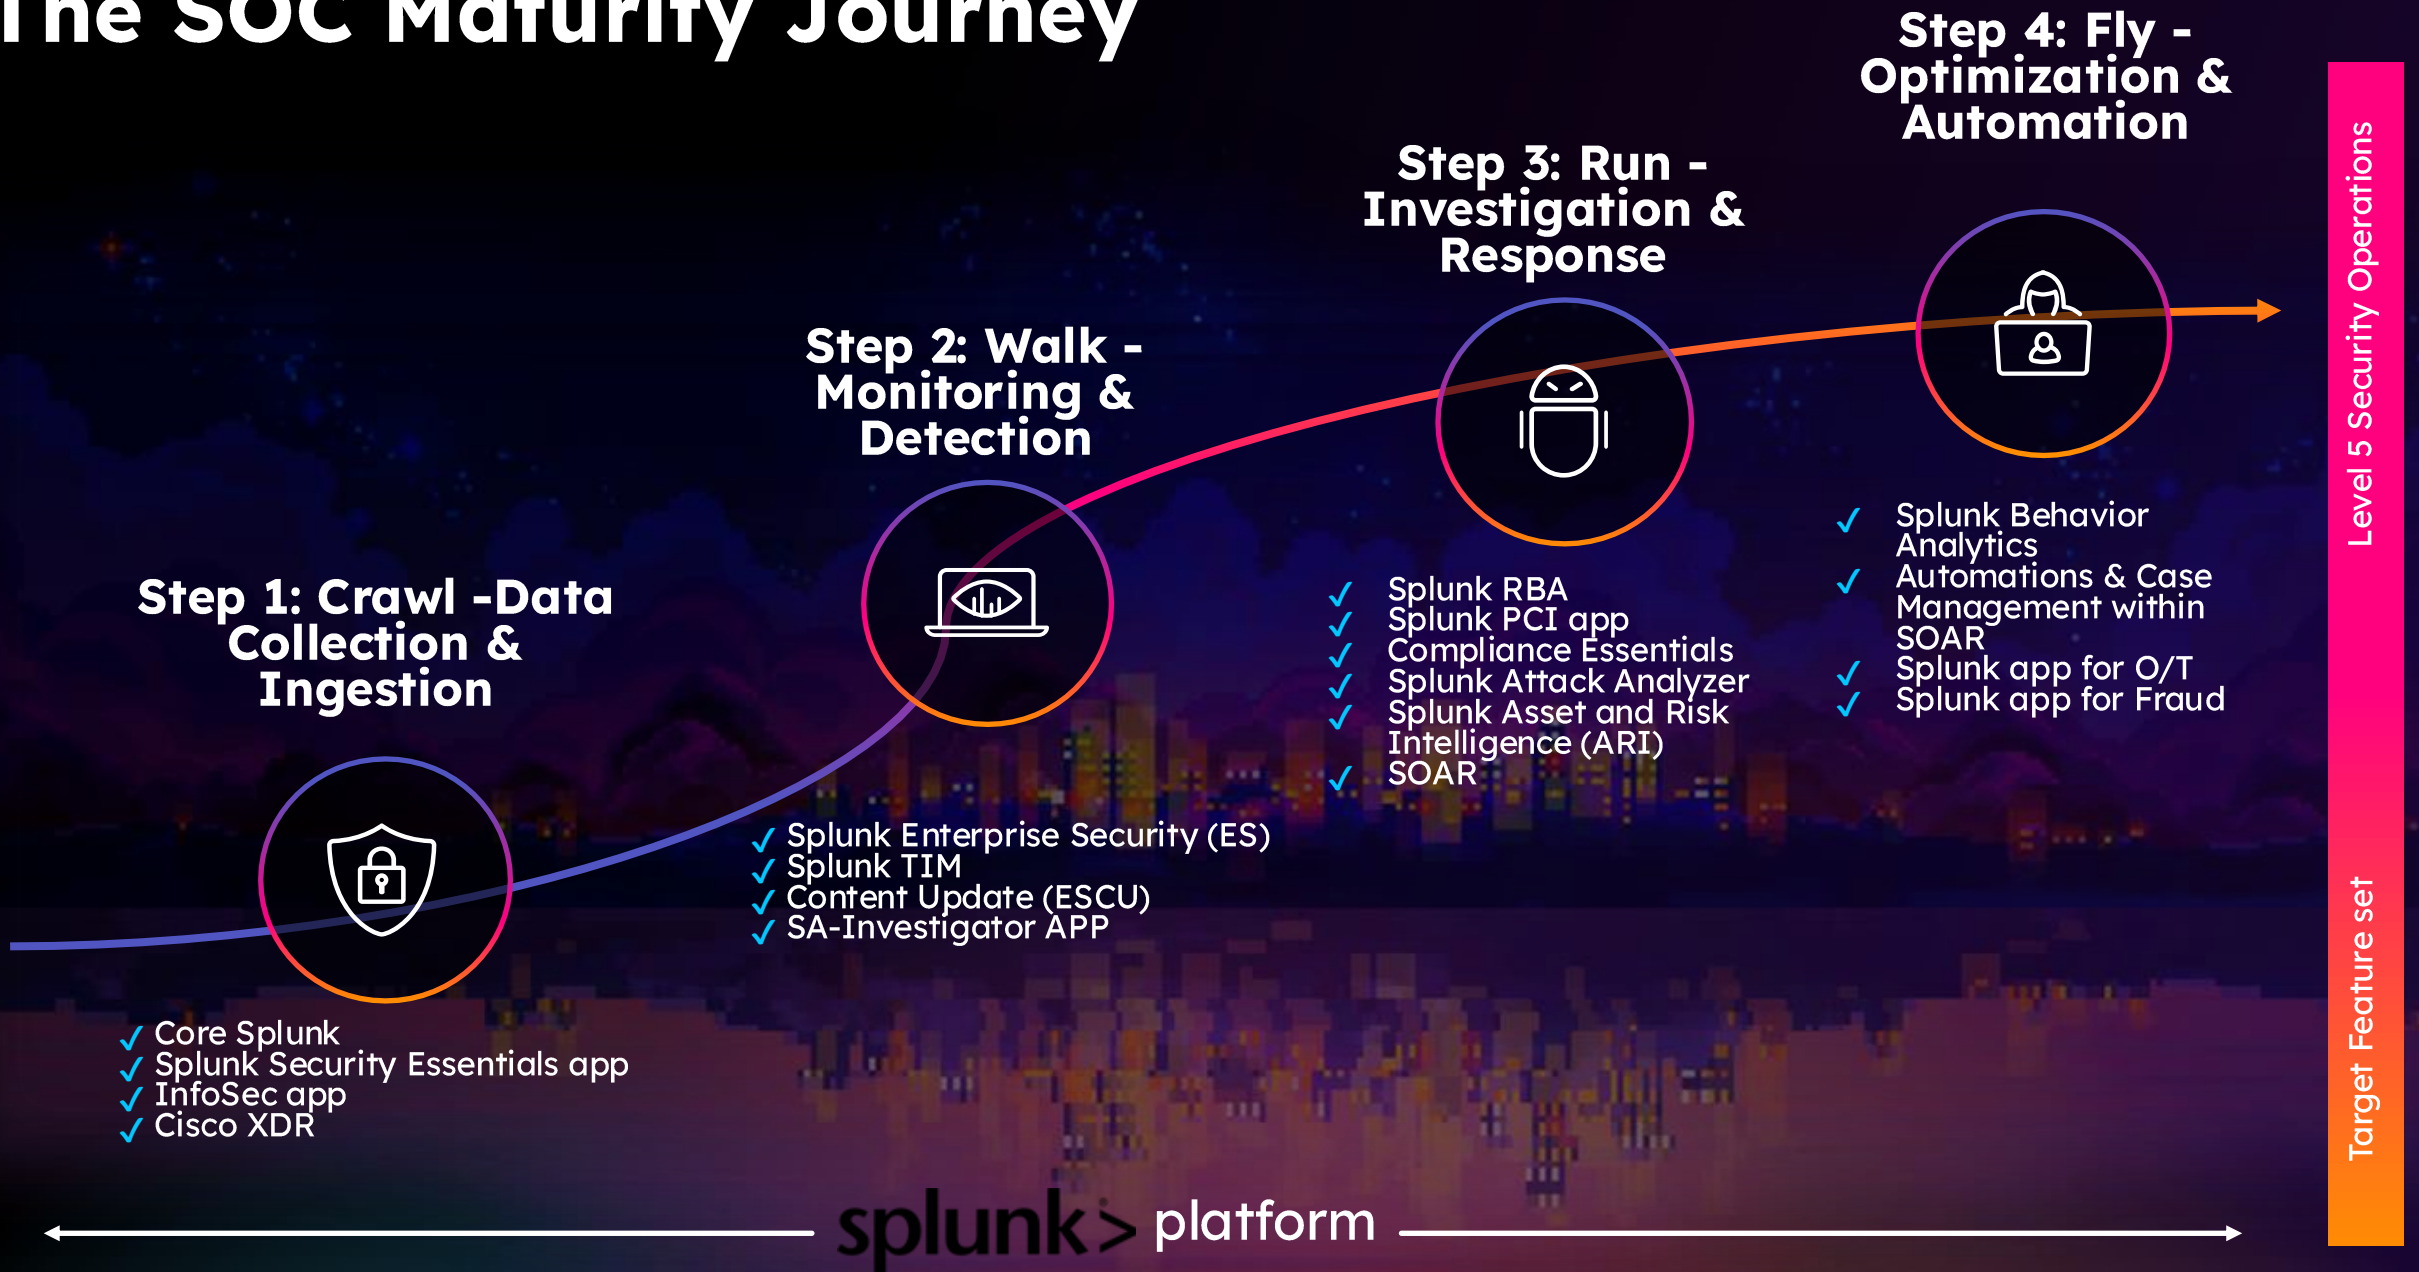 The SOC Maturity Journey
Step 1: Crawl -Data
Collection &
Ingestion
Core Splunk
Splunk Security Essentials app
InfoSec app
Cisco XDR
Step 2: Walk -
Monitoring &
Detection
Splunk Enterprise Security (ES)
Splunk TIM
Content Update (ESCU)
SA-Investigator APP
Step 3: Run -
Investigation &
Response
Splunk RBA
Splunk PCI app
Compliance Essentials
Splunk Attack Analyzer
Splunk Asset and Risk
Intelligence (ARI)
SOAR
Step 4: Fly -
Optimization &
Automation
Splunk Behavior
Analytics
Automations & Case
Management within
SOAR
Splunk app for O/T
Splunk app for Fraud
Level 5 Security Operations
Target Feature set
splunk> platform